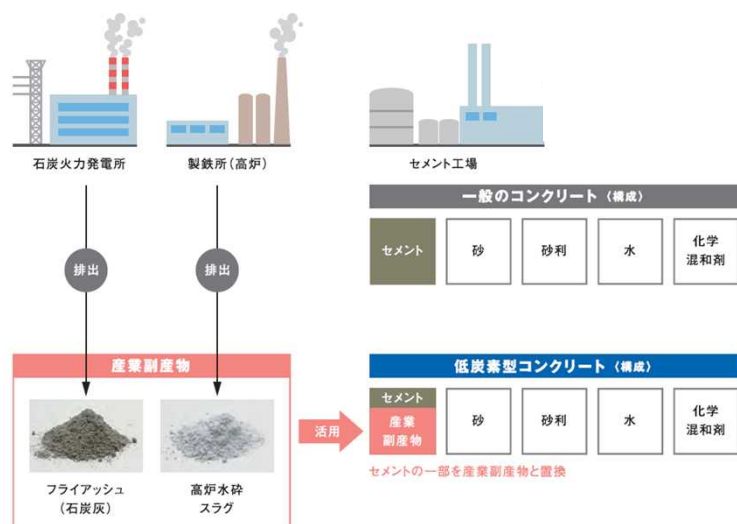 石炭火力発電所
製鉄所(高炉)
セメント工場
一般のコンクリート〈構成〉
セメント
砂
砂利
水
化学
混和剤
排出
排出
産業副産物
フライアッシュ
(石炭灰)
高炉水砕
スラグ
活用
低炭素型コンクリート〈構成〉
セメント
産業
副産物
砂
砂利
水
化学
混和剤
セメントの一部を産業副産物と置換